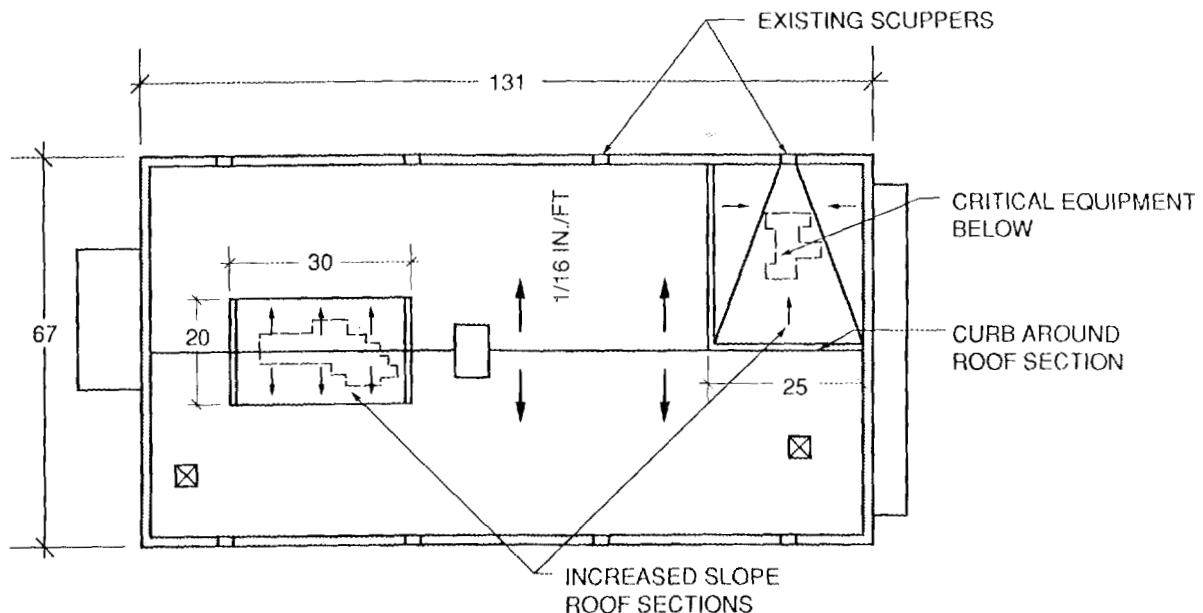 EXISTING SCUPPERS
131
1/16 IN./FT
CRITICAL EQUIPMENT
BELOW
30
20
67
CURB AROUND
ROOF SECTION
25
INCREASED SLOPE
ROOF SECTIONS